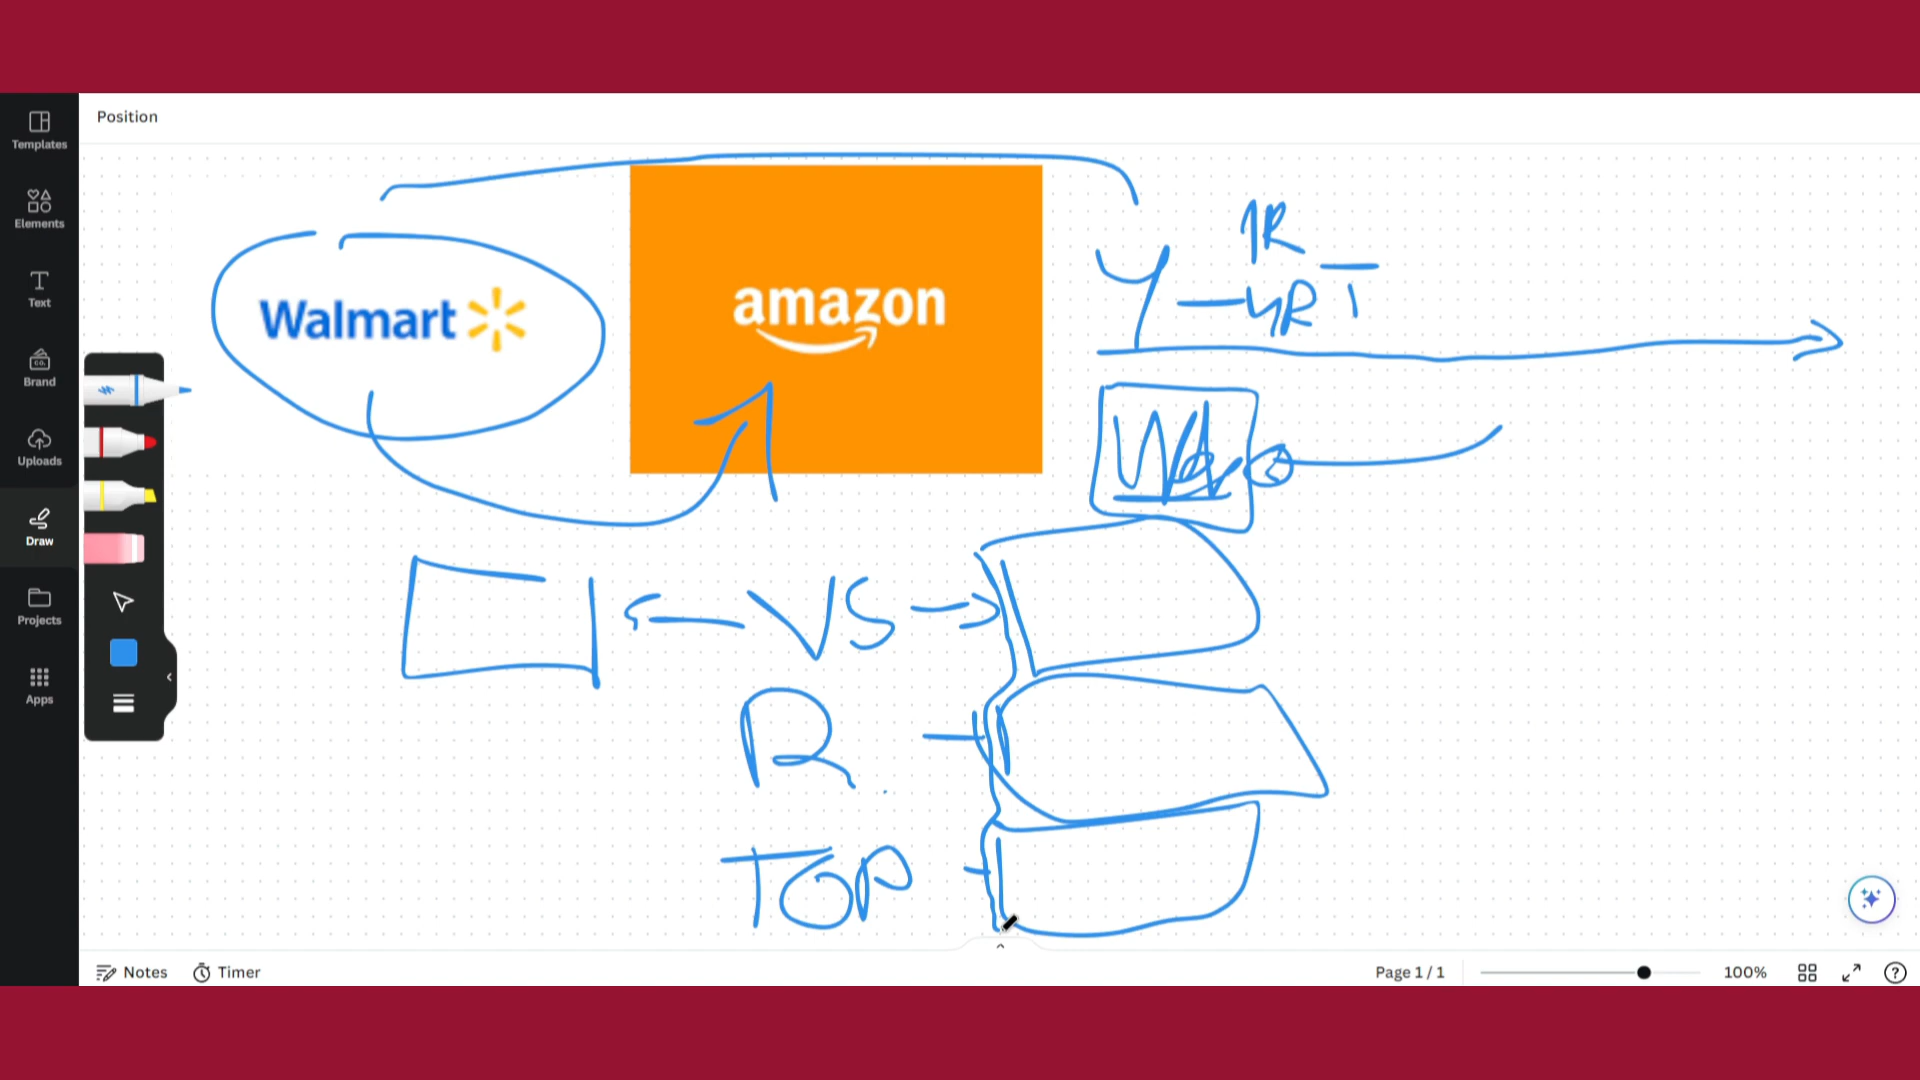 Position
Templates
Elements
Text
Brand
Uploads
Draw
Projects
Apps
Walmart
amazon
1R
Y
VS
R
TOP
Notes
Timer
Page 1 / 1
100%